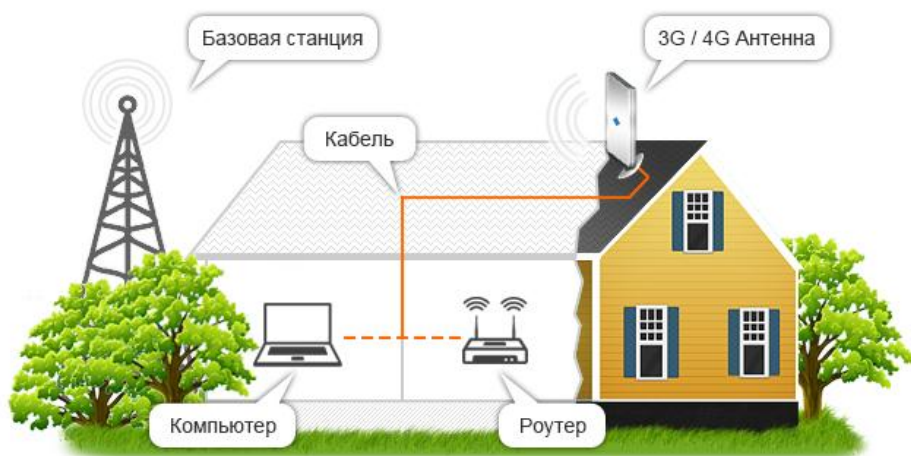 Базовая станция
3G / 4G Антенна
Кабель
Компьютер
Роутер